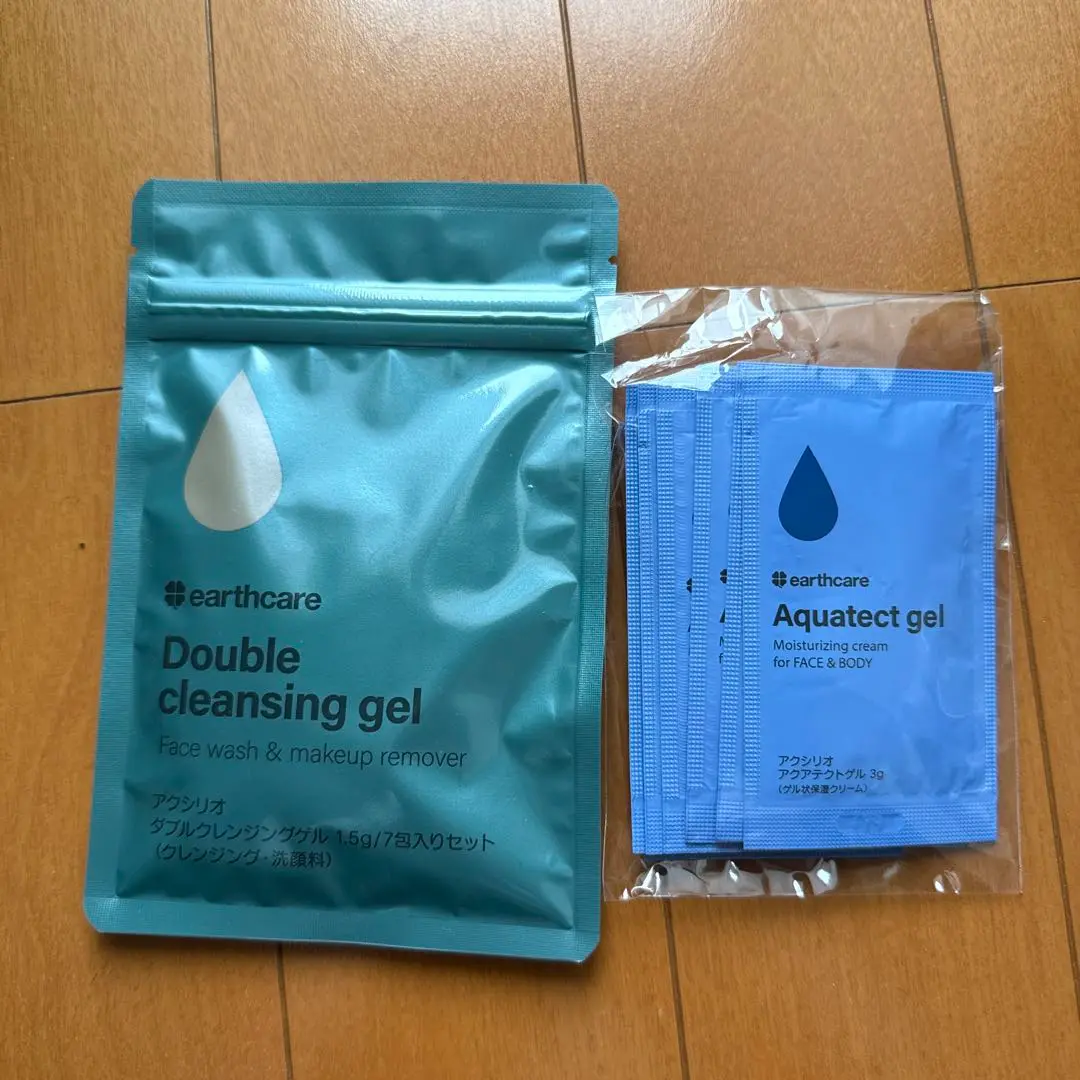 earthcare
Double
cleansing gel
Face wash & makeup remover
アクシリオ
ダブルクレンジングゲル 1.5g/7包入りセット
（クレンジング・洗顔料）
earthcare
Aquatect gel
Moisturizing cream
for FACE & BODY
アクシリオ
アクアテクトゲル 3g
（ゲル状保湿クリーム）